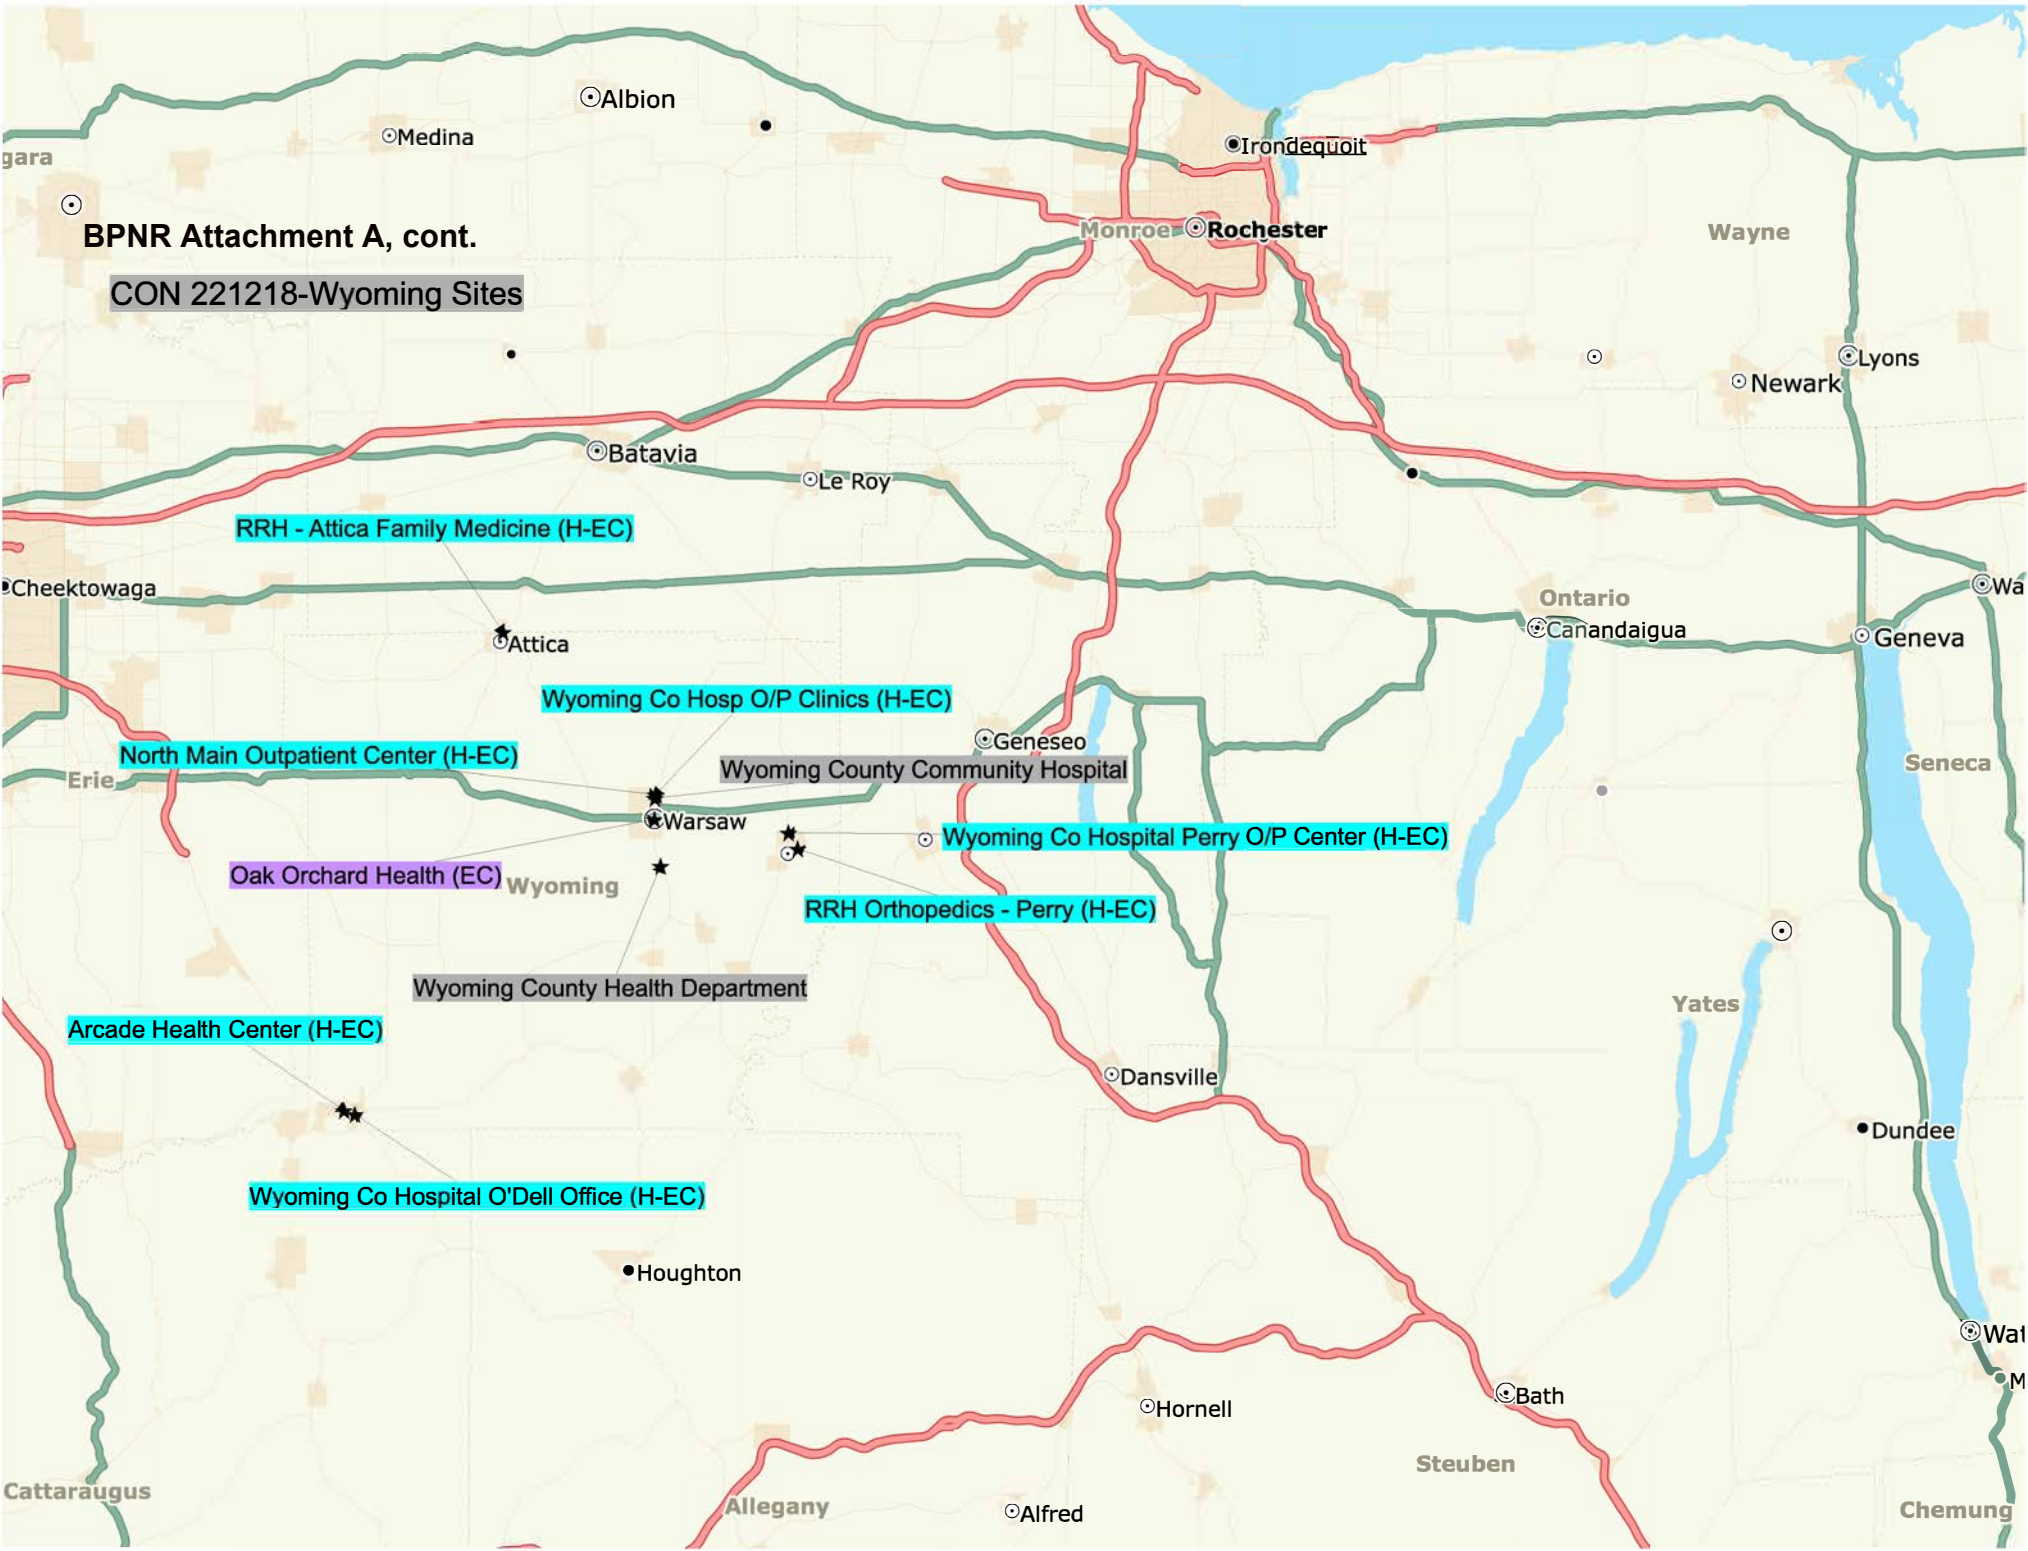 Albion
Medina
Irondequoit
gara
BPNR Attachment A, cont.
Monroe
Rochester
Wayne
CON 221218-Wyoming Sites
Lyons
Newark
Batavia
Le Roy
RRH - Attica Family Medicine (H-EC)
Cheektowaga
Wa
Ontario
Canandaigua
Geneva
Attica
Wyoming Co Hosp O/P Clinics (H-EC)
Geneseo
North Main Outpatient Center (H-EC)
Wyoming County Community Hospital
Seneca
Erie
Warsaw
Wyoming Co Hospital Perry O/P Center (H-EC)
Oak Orchard Health (EC)
Wyoming
RRH Orthopedics - Perry (H-EC)
Wyoming County Health Department
Yates
Arcade Health Center (H-EC)
Dansville
Dundee
Wyoming Co Hospital O'Dell Office (H-EC)
Houghton
Wat
M
Bath
Hornell
Steuben
Cattaraugus
Allegany
Alfred
Chemung